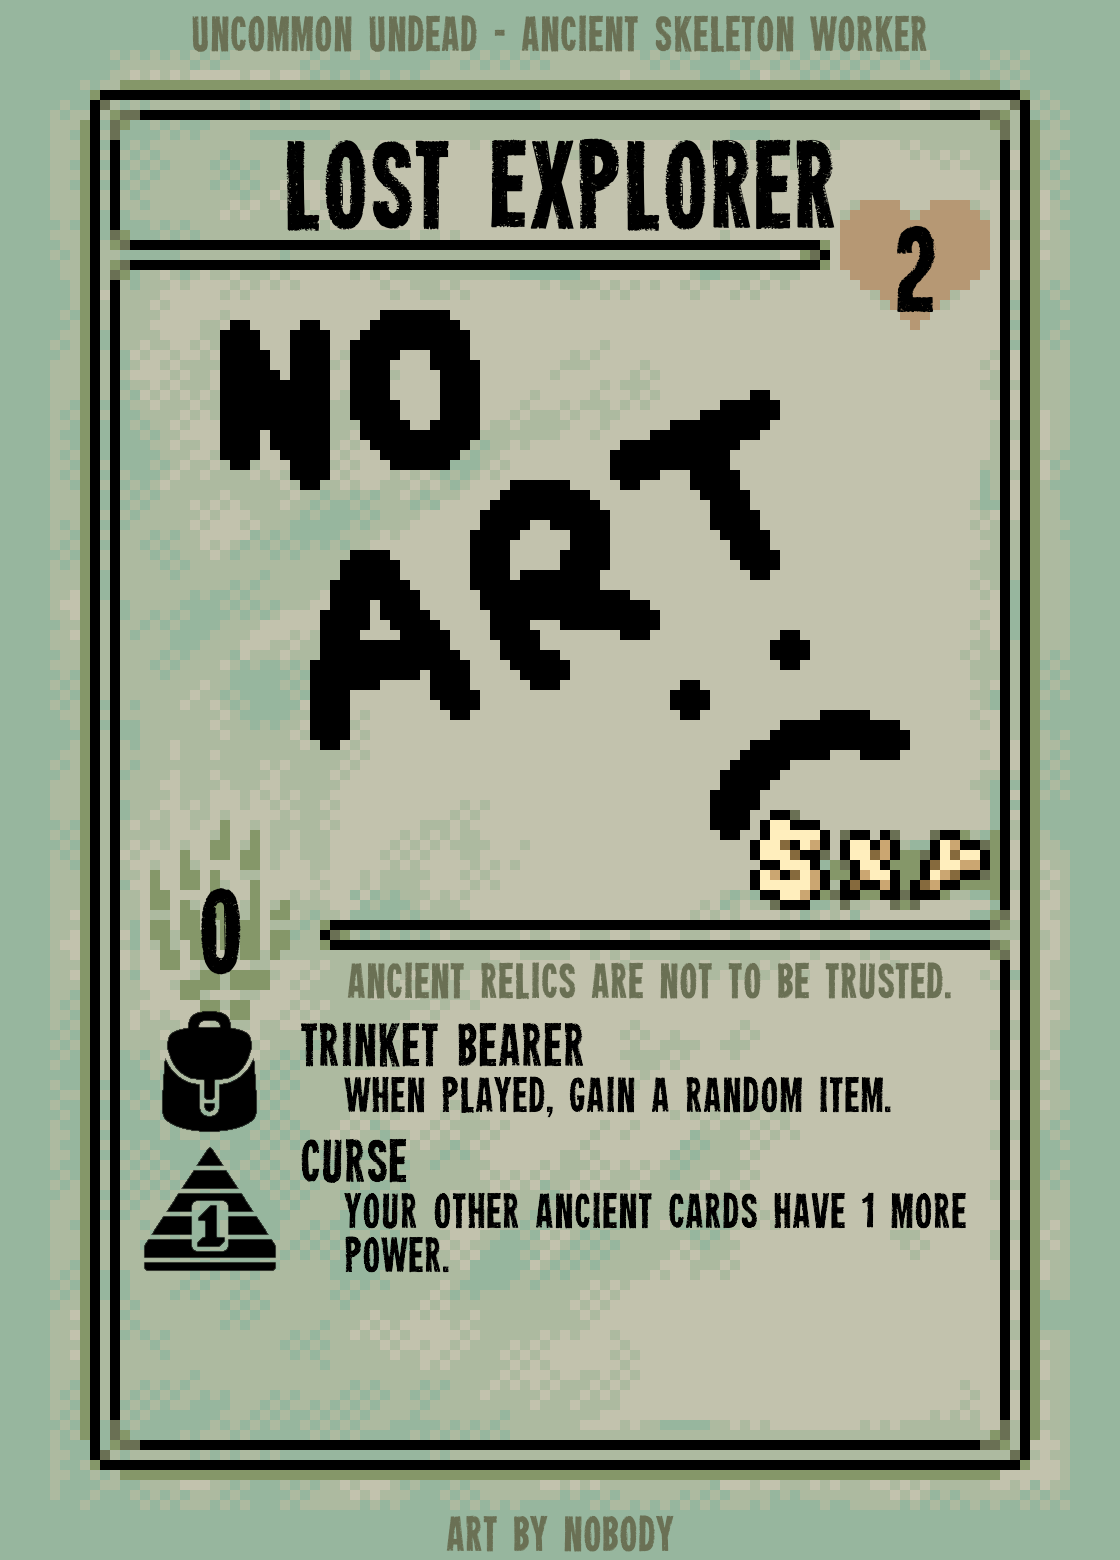 UNCOMMON UNDEAD - ANCIENT SKELETON WORKER
LOST EXPLORER
2
NO
ART
:(
0
ANCIENT RELICS ARE NOT TO BE TRUSTED.
TRINKET BEARER
WHEN PLAYED, GAIN A RANDOM ITEM.
CURSE
1
YOUR OTHER ANCIENT CARDS HAVE 1 MORE
POWER.
ART BY NOBODY